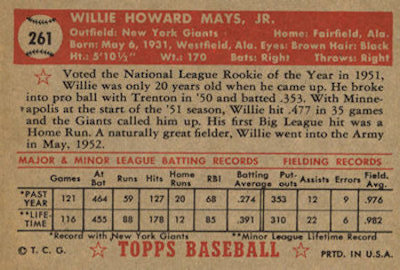 261
WILLIE HOWARD MAYS, JR.
Outfield: New York Giants Home: Fairfield, Ala.
Born: May 6, 1931, Westfield, Ala. Eyes: Brown Hair: Black
Ht.: 5' 10½" Wt.: 170 Bats: Right Throws: Right
Voted the National League Rookie of the Year in 1951,
Willie was only 20 years old when he came up. He broke
into pro ball with Trenton in '50 and batted .353. With Minne-
apolis at the start of the '51 season, Willie hit .477 in 35 games
and the Giants called him up. His first Big League hit was a
Home Run. A naturally great fielder, Willie went into the Army
in May, 1952.
MAJOR & MINOR LEAGUE BATTING RECORDS FIELDING RECORDS
Games At Bat Runs Hits Home Runs RBI Batting Average Put-outs Assists Errors Field. Avg.
*PAST YEAR 121 464 59 127 20 68 .274 353 12 9 .976
**LIFE-TIME 116 455 88 178 12 85 .391 310 22 6 .982
*Record with New York Giants **Minor League Lifetime Record
© T. C. G. TOPPS BASEBALL PRTD. IN U.S.A.